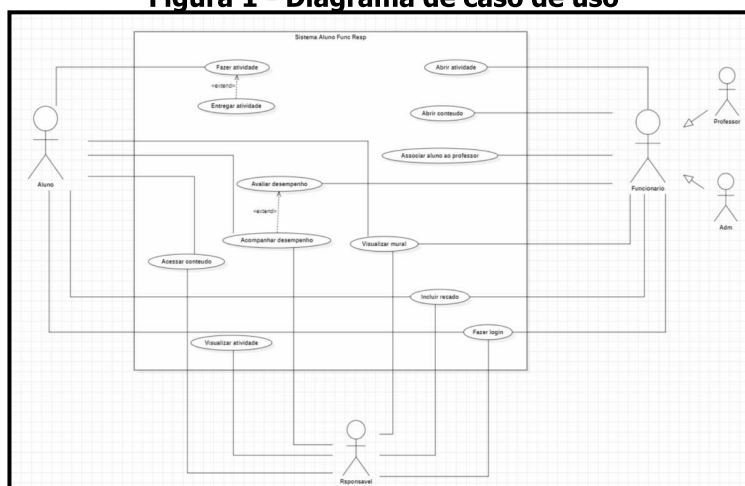 Figura 1 - Diagrama de caso de uso
Sistema Aluno Func Resp
Fazer atividade
Abrir atividade
«extend»
Entregar atividade
Abrir conteudo
Professor
Associar aluno ao professor
Aluno
Avaliar desempenho
Funcionario
«extend»
Adm
Acompanhar desempenho
Visualizar mural
Acessar conteudo
Incluir recado
Fazer login
Visualizar atividade
Rsponsavel